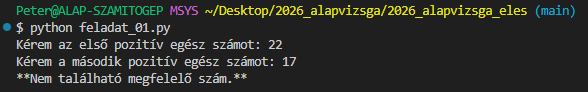 Peter@ALAP-SZAMITOGEP MSYS ~/Desktop/2026_alapvizsga/2026_alapvizsga_eles (main)
$ python feladat_01.py
Kérem az első pozitív egész számot: 22
Kérem a második pozitív egész számot: 17
**Nem található megfelelő szám.**